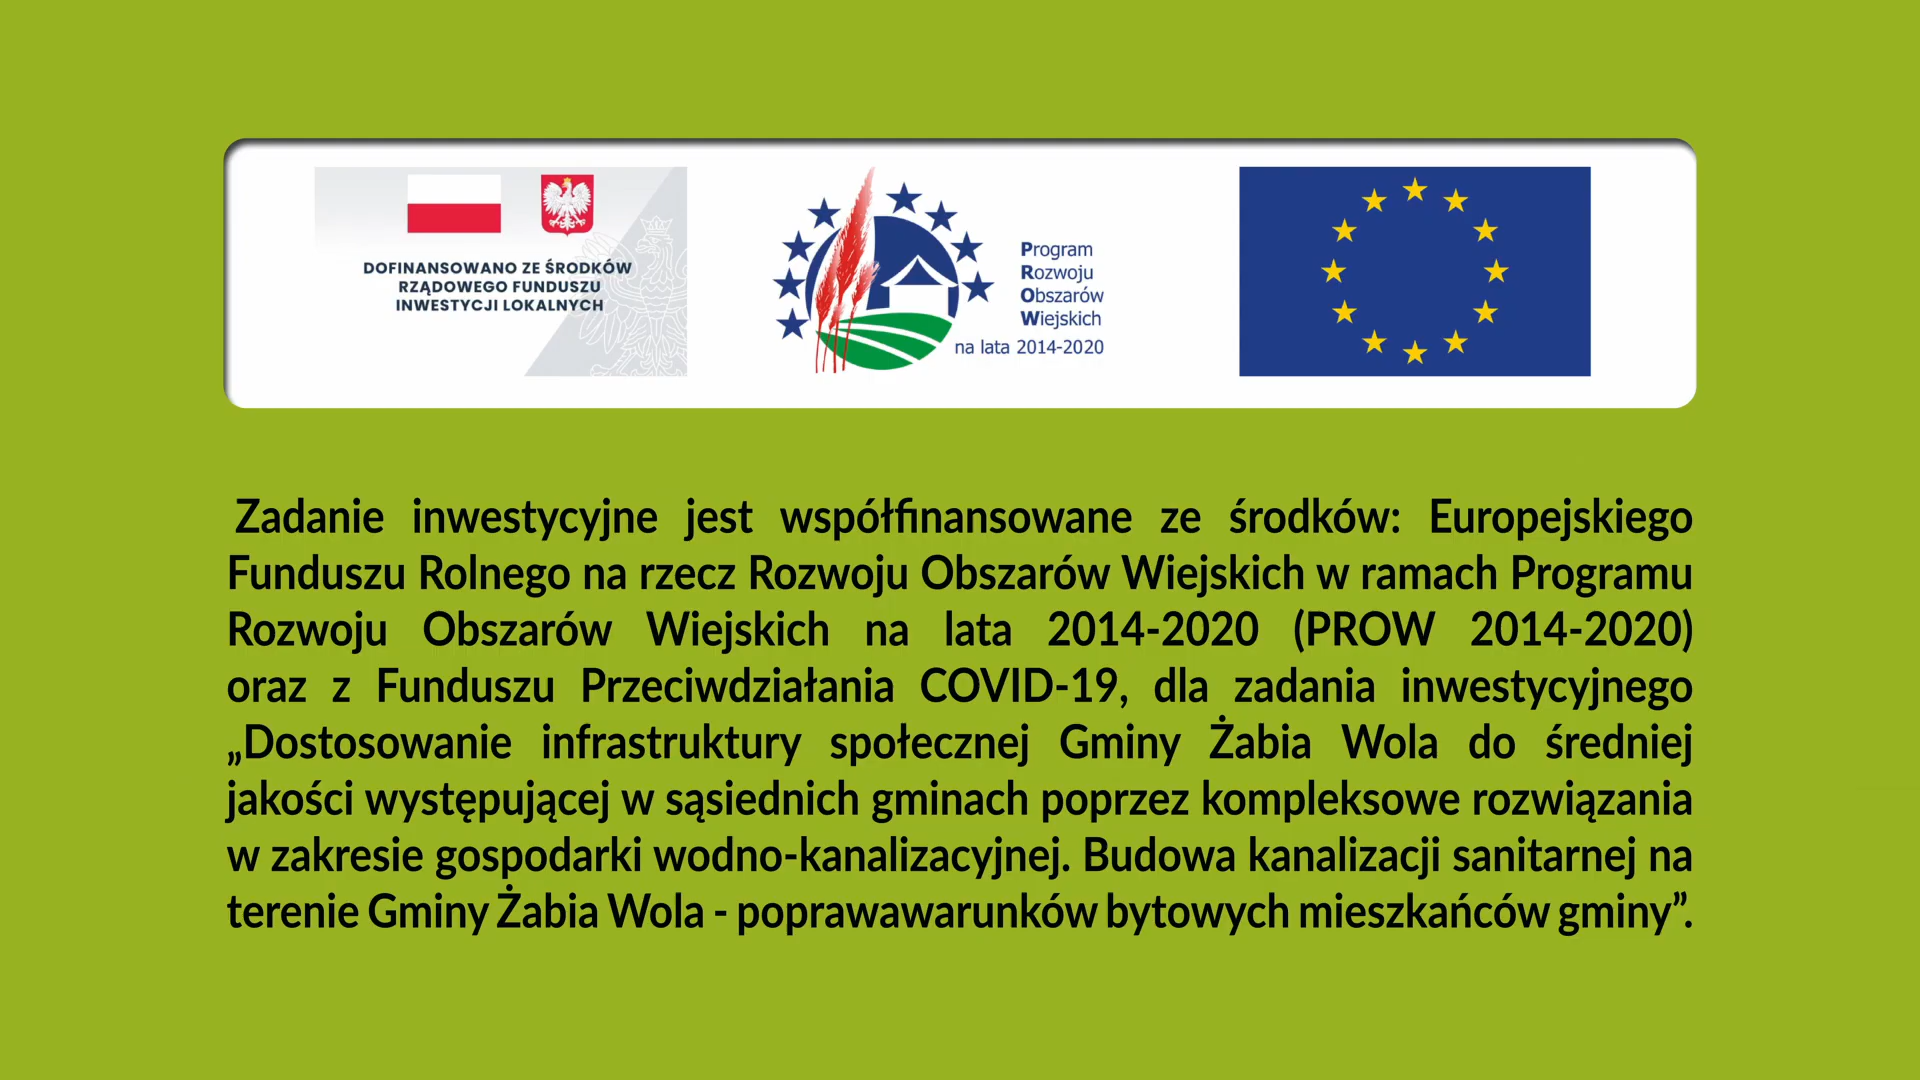 DOFINANSOWANO ZE ŚRODKÓW
RZĄDOWEGO FUNDUSZU
INWESTYCJI LOKALNYCH
Program
Rozwoju
Obszarów
Wiejskich
na lata 2014-2020
Zadanie inwestycyjne jest współfinansowane ze środków: Europejskiego
Funduszu Rolnego na rzecz Rozwoju Obszarów Wiejskich w ramach Programu
Rozwoju Obszarów Wiejskich na lata 2014-2020 (PROW 2014-2020)
oraz z Funduszu Przeciwdziałania COVID-19, dla zadania inwestycyjnego
„Dostosowanie infrastruktury społecznej Gminy Żabia Wola do średniej
jakości występującej w sąsiednich gminach poprzez kompleksowe rozwiązania
w zakresie gospodarki wodno-kanalizacyjnej. Budowa kanalizacji sanitarnej na
terenie Gminy Żabia Wola - poprawawarunków bytowych mieszkańców gminy”.